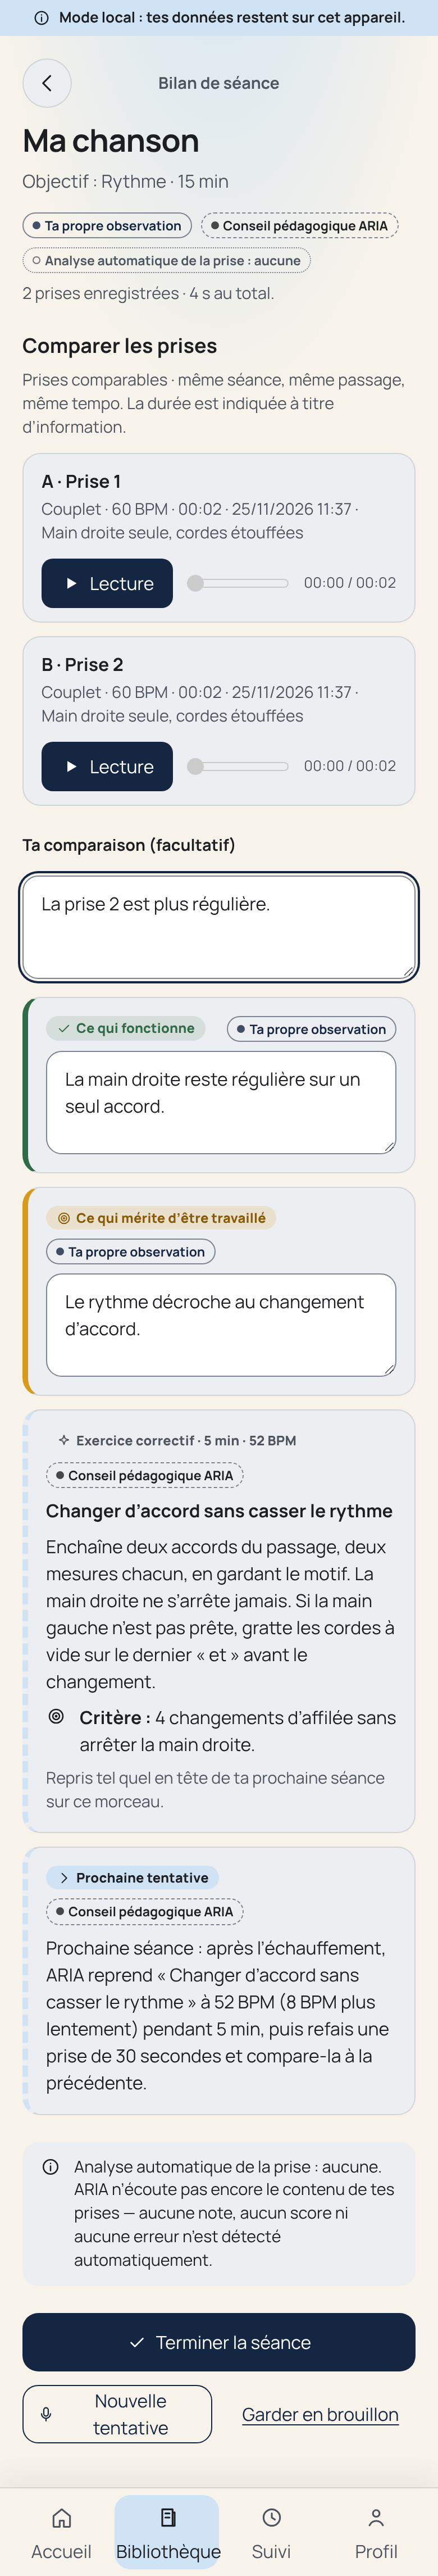 Mode local : tes données restent sur cet appareil.
Bilan de séance
Ma chanson
Objectif : Rythme · 15 min
Ta propre observation
Conseil pédagogique ARIA
Analyse automatique de la prise : aucune
2 prises enregistrées · 4 s au total.
Comparer les prises
Prises comparables · même séance, même passage,
même tempo. La durée est indiquée à titre
d’information.
A · Prise 1
Couplet · 60 BPM · 00:02 · 25/11/2026 11:37 ·
Main droite seule, cordes étouffées
Lecture
00:00 / 00:02
B · Prise 2
Couplet · 60 BPM · 00:02 · 25/11/2026 11:37 ·
Main droite seule, cordes étouffées
Lecture
00:00 / 00:02
Ta comparaison (facultatif)
La prise 2 est plus régulière.
Ce qui fonctionne
Ta propre observation
La main droite reste régulière sur un
seul accord.
Ce qui mérite d’être travaillé
Ta propre observation
Le rythme décroche au changement
d’accord.
Exercice correctif · 5 min · 52 BPM
Conseil pédagogique ARIA
Changer d’accord sans casser le rythme
Enchaîne deux accords du passage, deux
mesures chacun, en gardant le motif. La
main droite ne s’arrête jamais. Si la main
gauche n’est pas prête, gratte les cordes à
vide sur le dernier « et » avant le
changement.
Critère : 4 changements d’affilée sans
arrêter la main droite.
Repris tel quel en tête de ta prochaine séance
sur ce morceau.
Prochaine tentative
Conseil pédagogique ARIA
Prochaine séance : après l’échauffement,
ARIA reprend « Changer d’accord sans
casser le rythme » à 52 BPM (8 BPM plus
lentement) pendant 5 min, puis refais une
prise de 30 secondes et compare-la à la
précédente.
Analyse automatique de la prise : aucune.
ARIA n’écoute pas encore le contenu de tes
prises — aucune note, aucun score ni
aucune erreur n’est détecté
automatiquement.
Terminer la séance
Nouvelle
tentative
Garder en brouillon
Accueil
Bibliothèque
Suivi
Profil